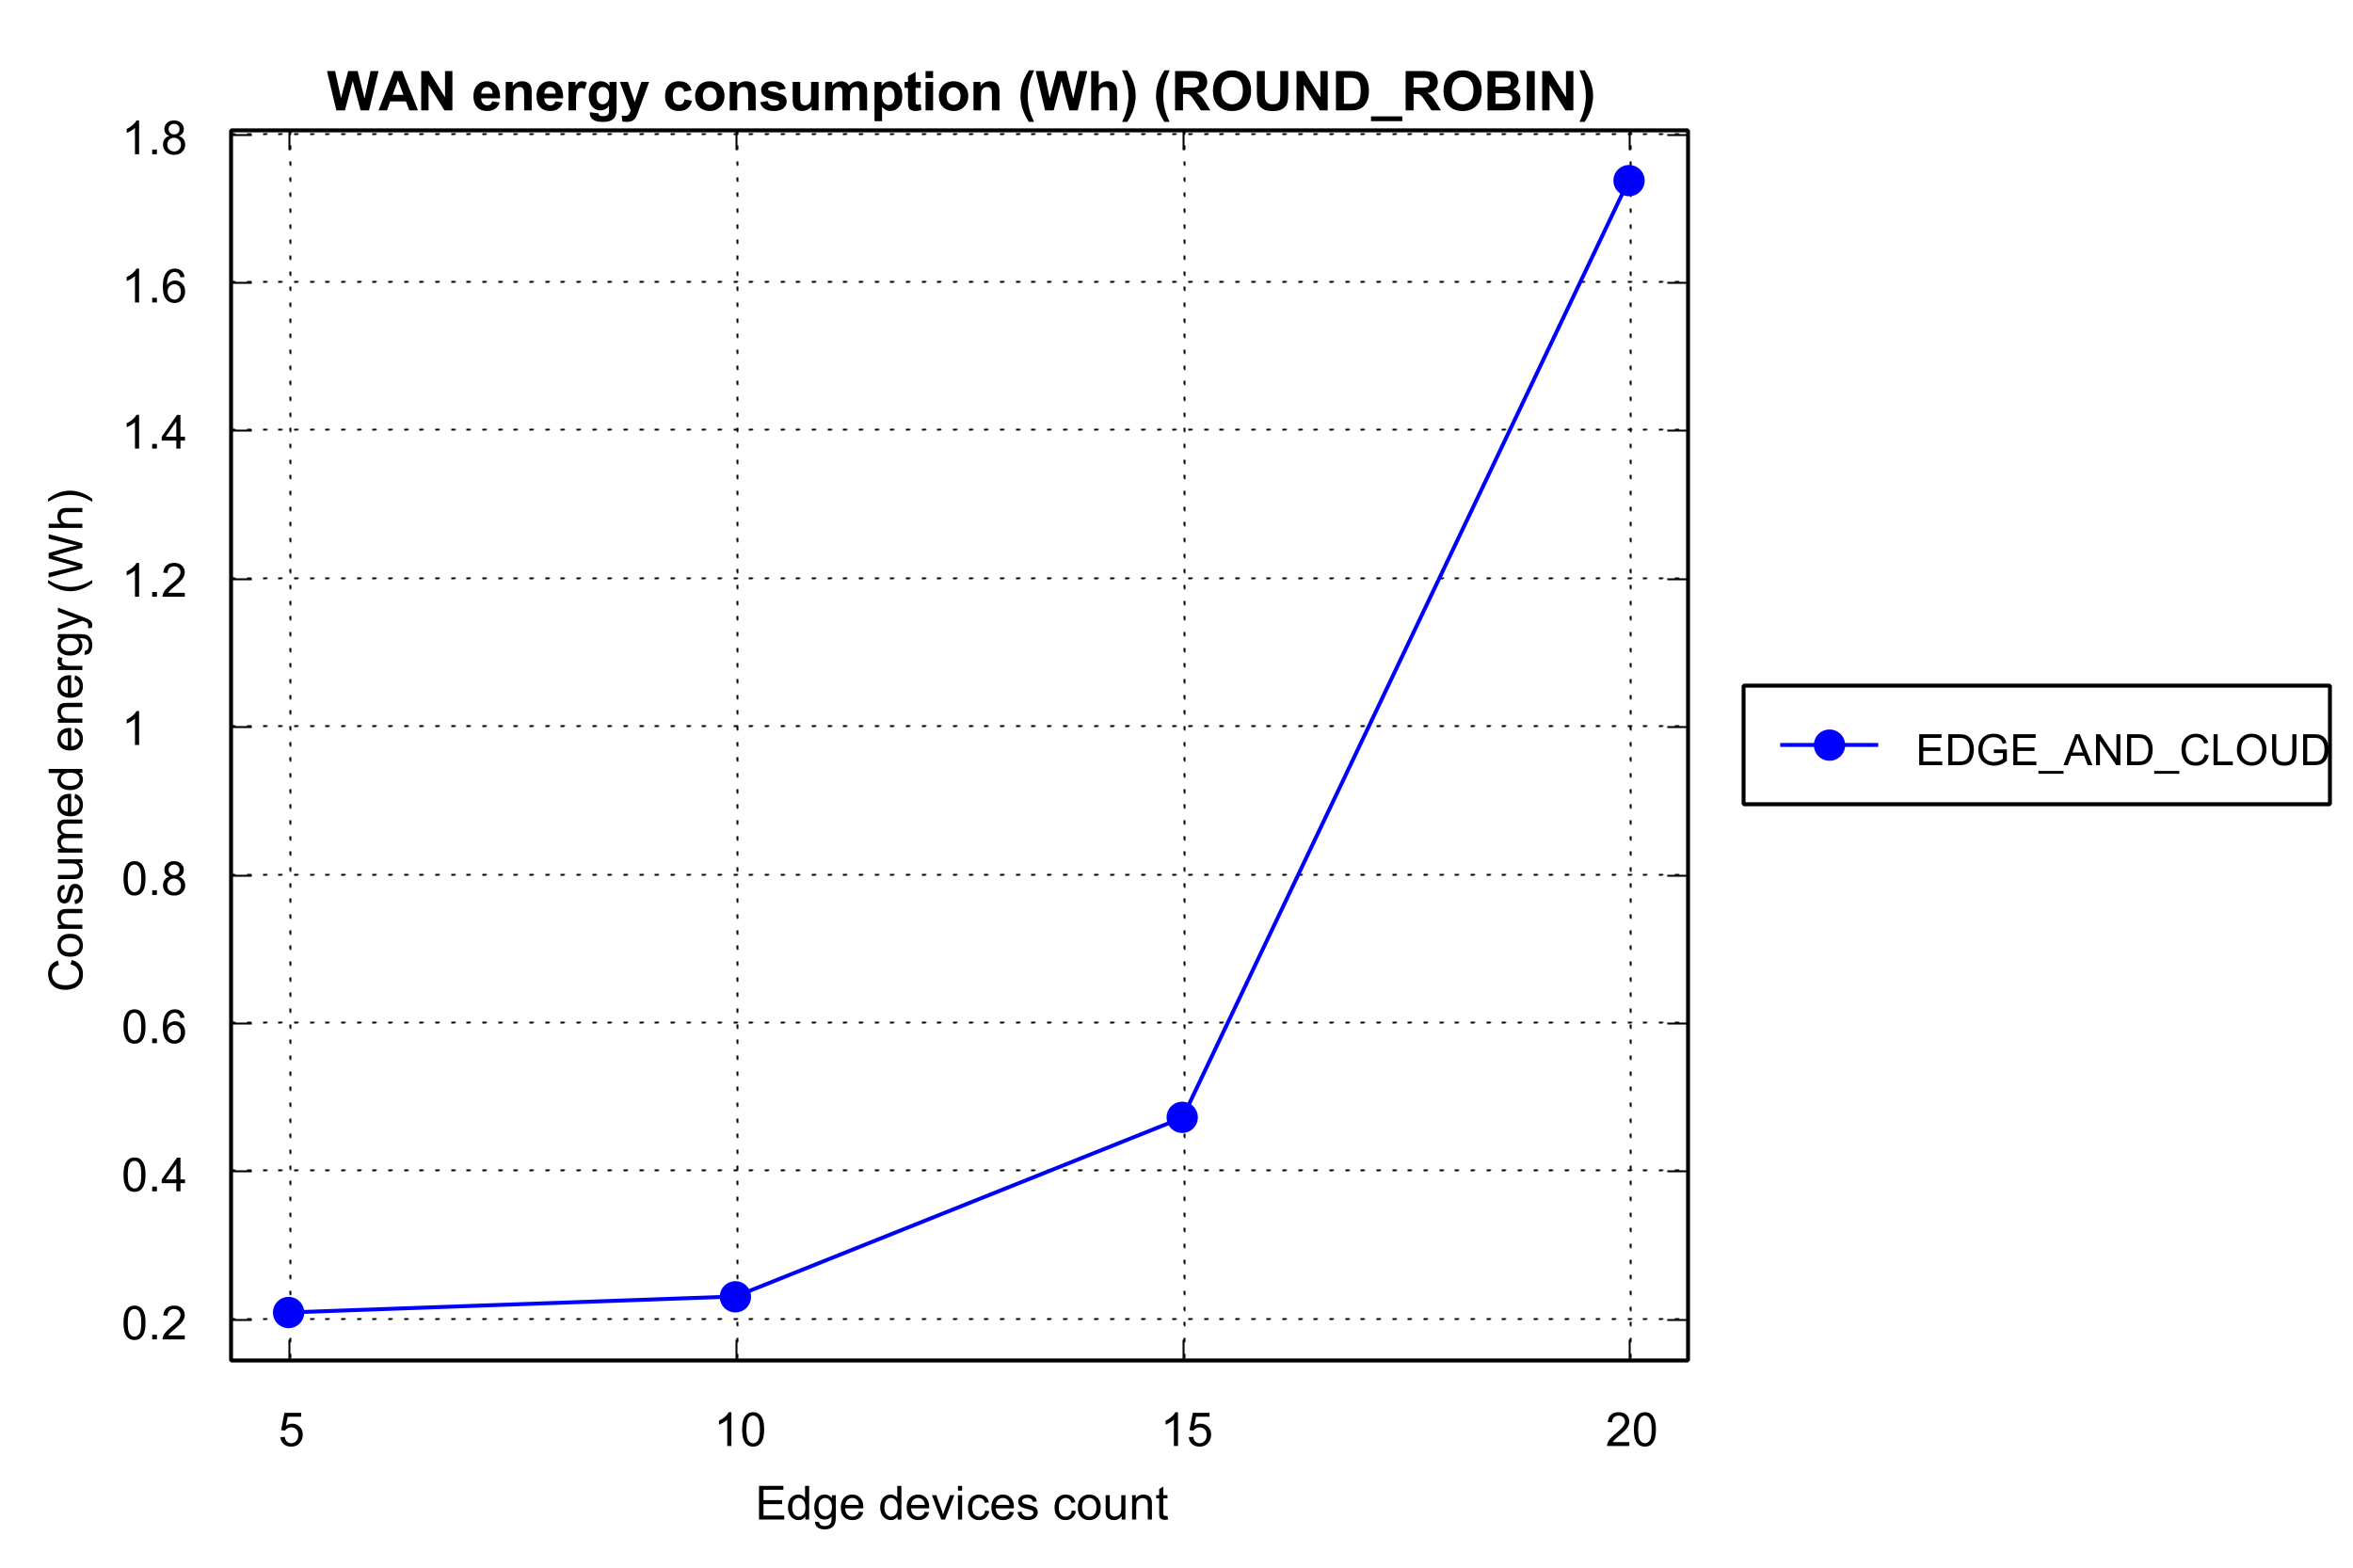 WAN energy consumption (Wh) (ROUND_ROBIN)
1.8
1.6
1.4
1.2
1
0.8
0.6
0.4
0.2
Consumed energy (Wh)
5 10 15 20
Edge devices count
EDGE_AND_CLOUD